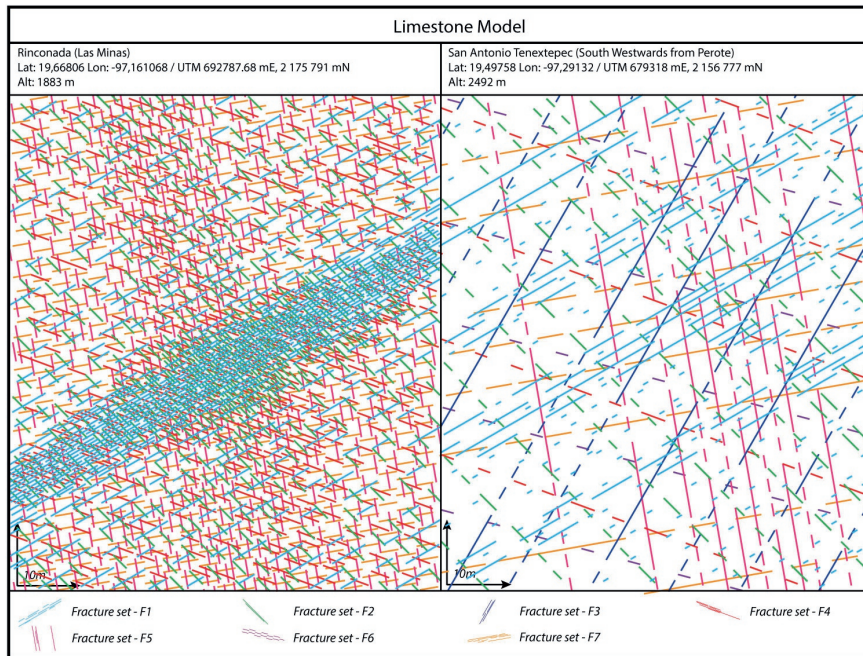 Limestone Model
Rinconada (Las Minas)
Lat: 19,66806 Lon: -97,161068 / UTM 692787.68 mE, 2 175 791 mN
Alt: 1883 m
San Antonio Tenextepec (South Westwards from Perote)
Lat: 19,49758 Lon: -97,29132 / UTM 679318 mE, 2 156 777 mN
Alt: 2492 m
10m
10m
Fracture set - F1
Fracture set - F2
Fracture set - F3
Fracture set - F4
Fracture set - F5
Fracture set - F6
Fracture set - F7